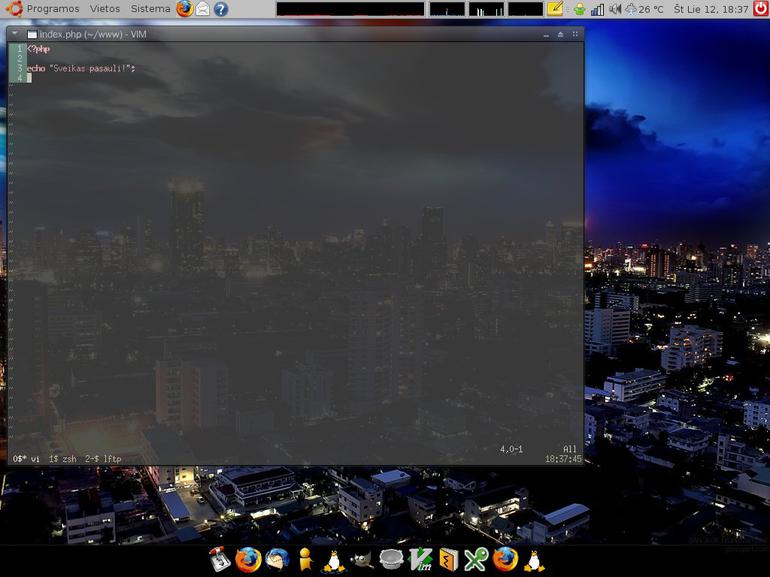 Programos Vietos Sistema 26 °C Št Lie 12, 18:37
index.php (~/www) - VIM
1 <?php
2
3 echo "Sveikas pasauli!";
4
4,0-1 All
0$* vi 1$ zsh 2-$ lftp 18:37:45
Vim